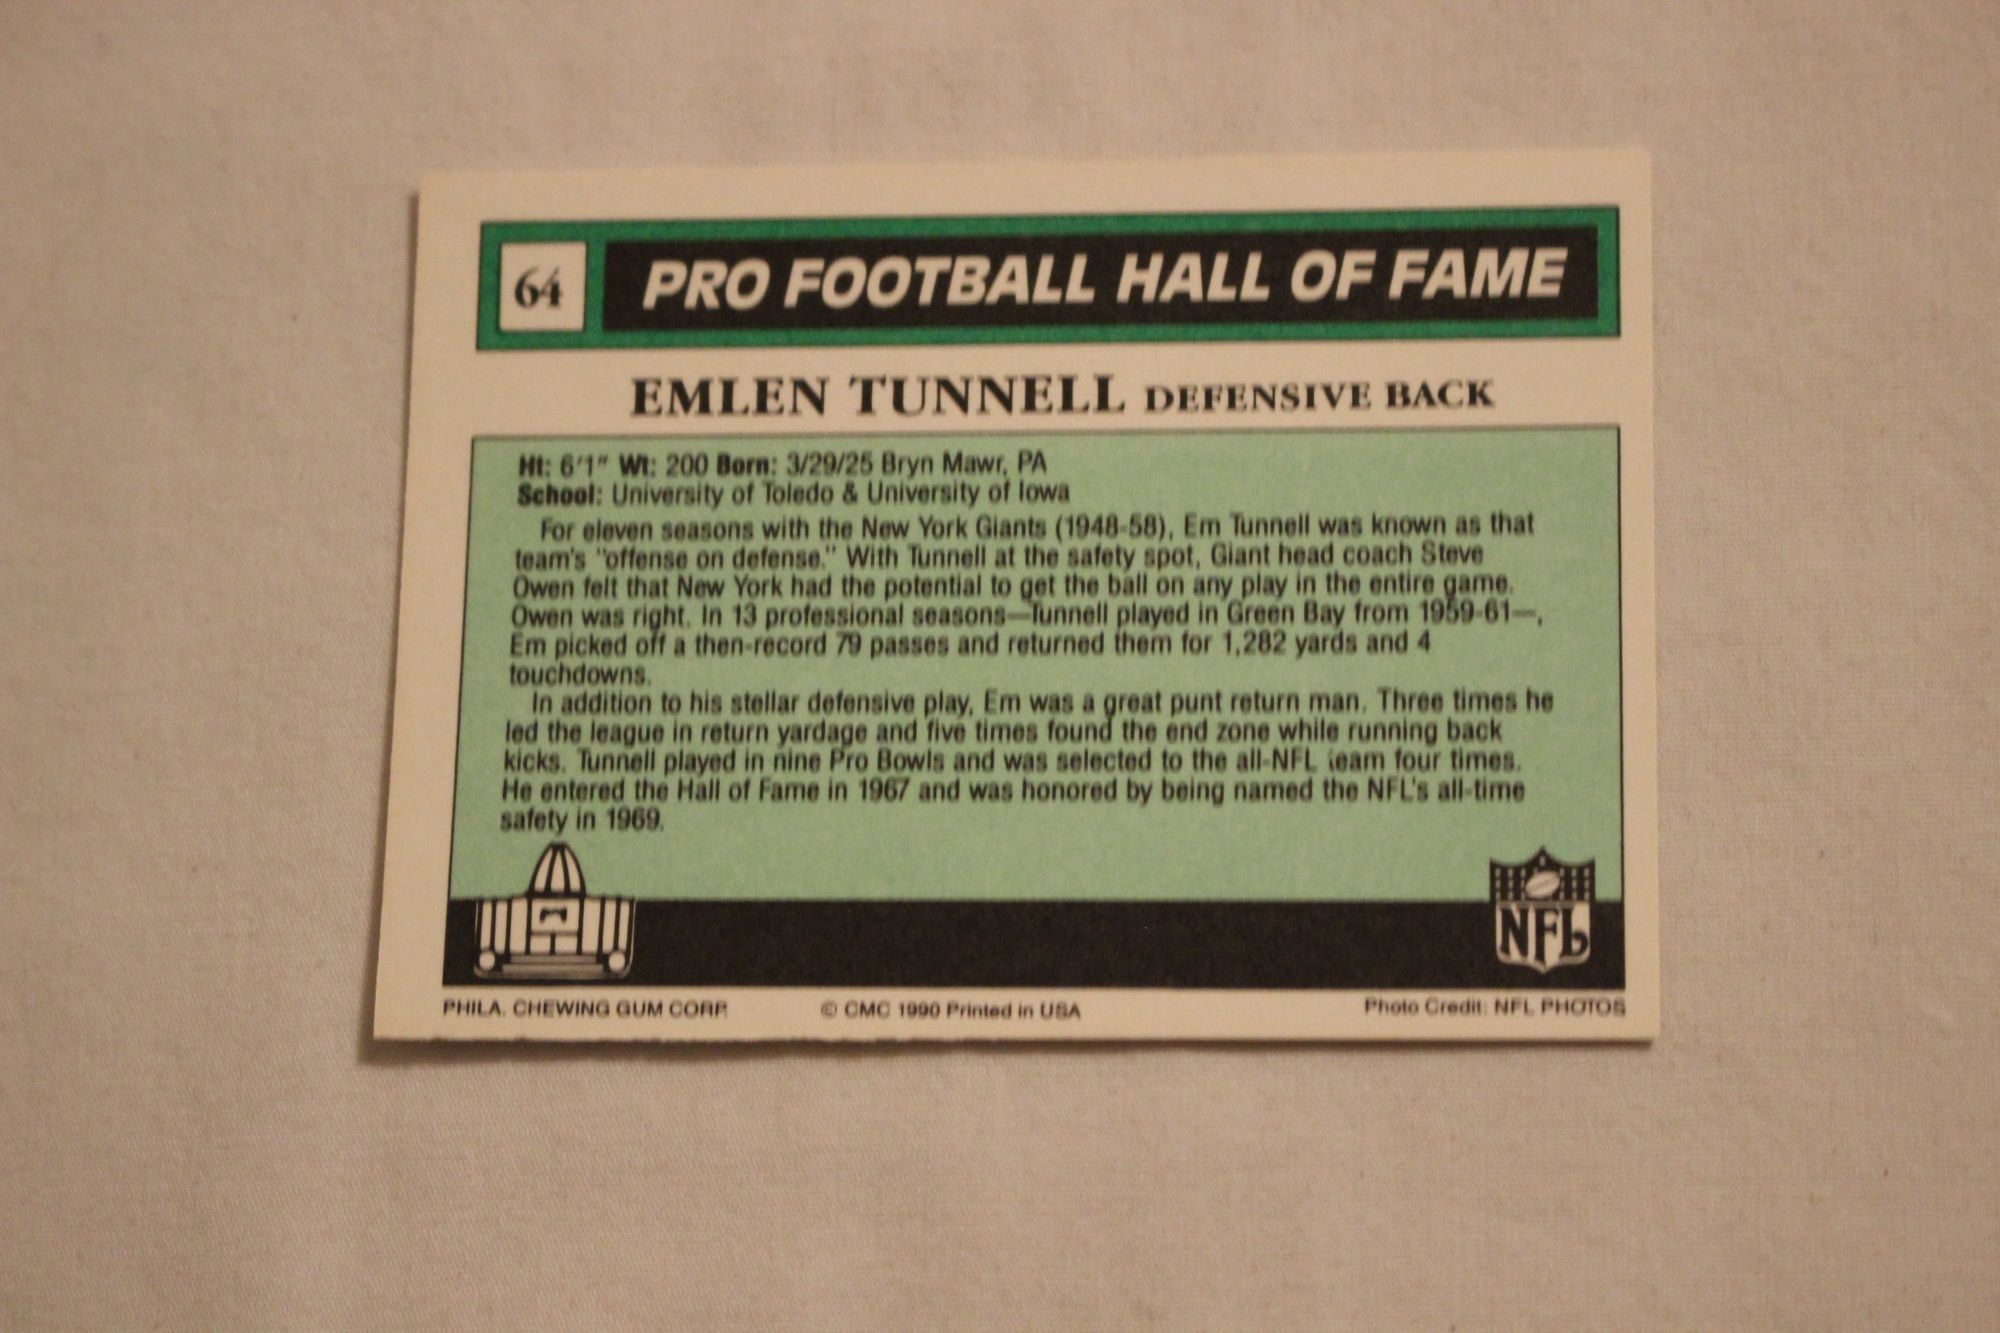 64 PRO FOOTBALL HALL OF FAME
EMLEN TUNNELL DEFENSIVE BACK
Ht: 6'1" Wt: 200 Born: 3/29/25 Bryn Mawr, PA
School: University of Toledo & University of Iowa
For eleven seasons with the New York Giants (1948-58), Em Tunnell was known as that
team's "offense on defense." With Tunnell at the safety spot, Giant head coach Steve
Owen felt that New York had the potential to get the ball on any play in the entire game.
Owen was right. In 13 professional seasons—Tunnell played in Green Bay from 1959-61—,
Em picked off a then-record 79 passes and returned them for 1,282 yards and 4
touchdowns.
In addition to his stellar defensive play, Em was a great punt return man. Three times he
led the league in return yardage and five times found the end zone while running back
kicks. Tunnell played in nine Pro Bowls and was selected to the all-NFL team four times.
He entered the Hall of Fame in 1967 and was honored by being named the NFL's all-time
safety in 1969.
NFL
PHILA. CHEWING GUM CORP. © CMC 1990 Printed in USA Photo Credit: NFL PHOTOS